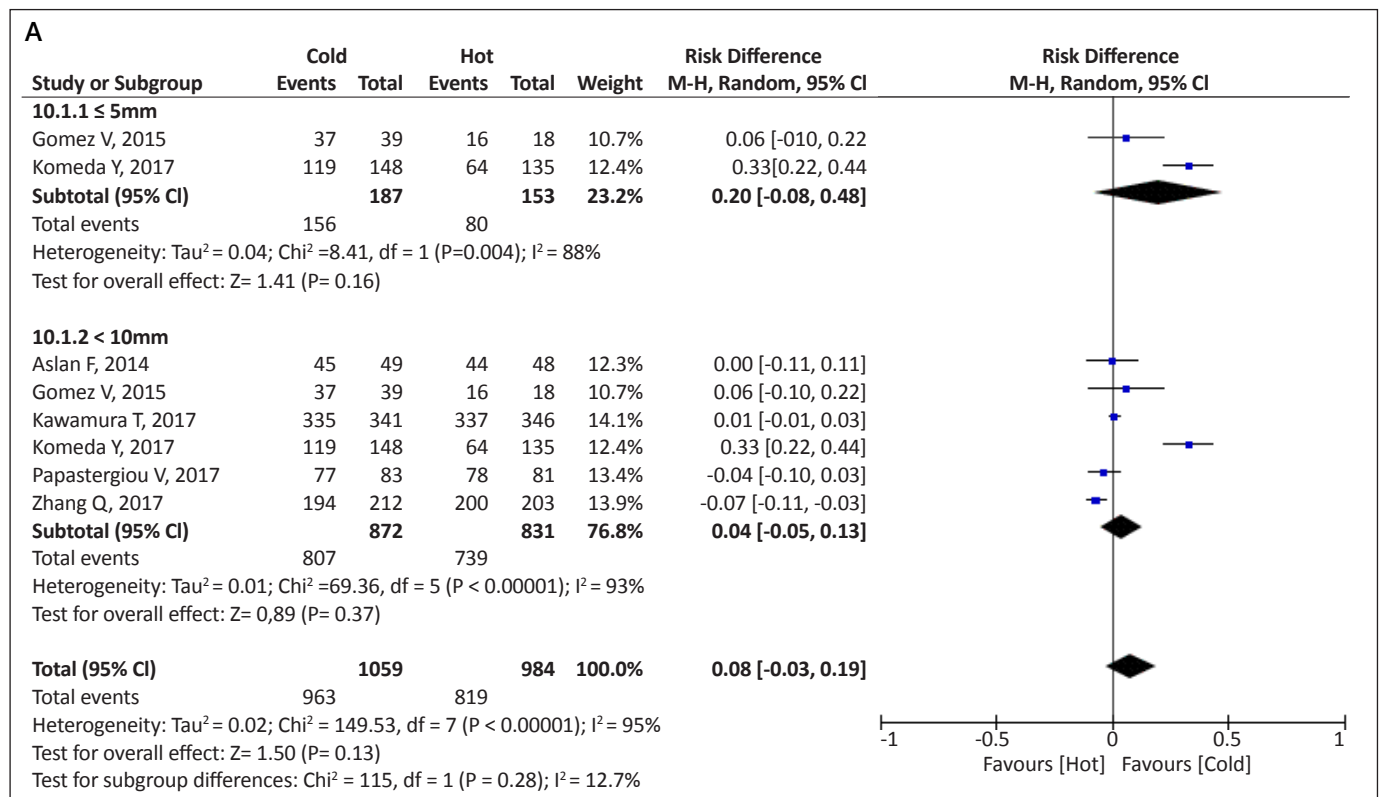 A
Cold Hot Risk Difference Risk Difference
Study or Subgroup Events Total Events Total Weight M-H, Random, 95% CI M-H, Random, 95% CI
10.1.1 ≤ 5mm
Gomez V, 2015 37 39 16 18 10.7% 0.06 [-010, 0.22
Komeda Y, 2017 119 148 64 135 12.4% 0.33[0.22, 0.44
Subtotal (95% CI) 187 153 23.2% 0.20 [-0.08, 0.48]
Total events 156 80
Heterogeneity: Tau² = 0.04; Chi² =8.41, df = 1 (P=0.004); I² = 88%
Test for overall effect: Z= 1.41 (P= 0.16)
10.1.2 < 10mm
Aslan F, 2014 45 49 44 48 12.3% 0.00 [-0.11, 0.11]
Gomez V, 2015 37 39 16 18 10.7% 0.06 [-0.10, 0.22]
Kawamura T, 2017 335 341 337 346 14.1% 0.01 [-0.01, 0.03]
Komeda Y, 2017 119 148 64 135 12.4% 0.33 [0.22, 0.44]
Papastergiou V, 2017 77 83 78 81 13.4% -0.04 [-0.10, 0.03]
Zhang Q, 2017 194 212 200 203 13.9% -0.07 [-0.11, -0.03]
Subtotal (95% CI) 872 831 76.8% 0.04 [-0.05, 0.13]
Total events 807 739
Heterogeneity: Tau² = 0.01; Chi² =69.36, df = 5 (P < 0.00001); I² = 93%
Test for overall effect: Z= 0,89 (P= 0.37)
Total (95% CI) 1059 984 100.0% 0.08 [-0.03, 0.19]
Total events 963 819
Heterogeneity: Tau² = 0.02; Chi² = 149.53, df = 7 (P < 0.00001); I² = 95%
Test for overall effect: Z= 1.50 (P= 0.13)
Test for subgroup differences: Chi² = 115, df = 1 (P = 0.28); I² = 12.7%
-1 -0.5 0 0.5 1
Favours [Hot] Favours [Cold]